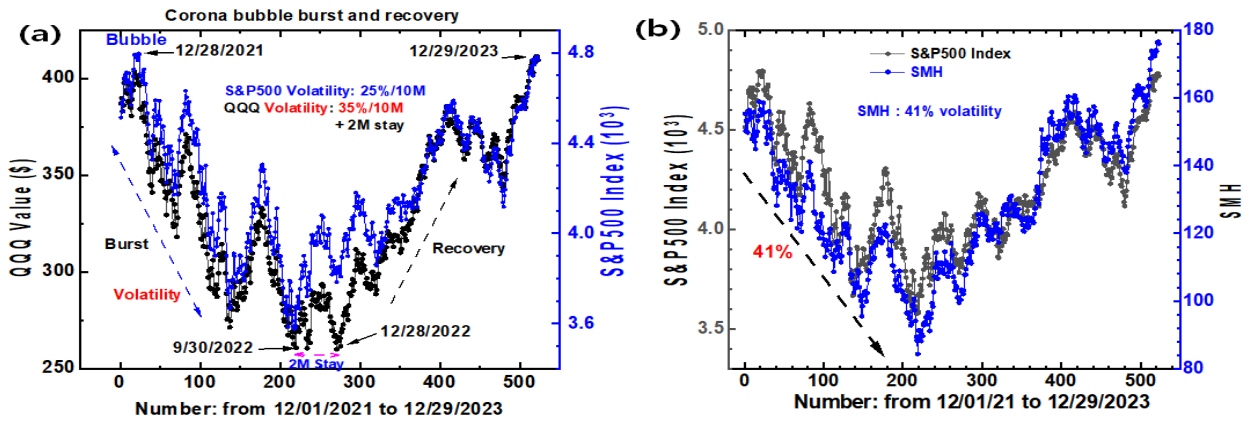 Corona bubble burst and recovery
(a)
Bubble
12/28/2021
12/29/2023
S&P500 Volatility: 25%/10M
QQQ Volatility: 35%/10M
+ 2M stay
Burst
Volatility
Recovery
9/30/2022
12/28/2022
2M Stay
QQQ Value ($)
400
350
300
250
S&P500 Index (10³)
4.8
4.4
4.0
3.6
0 100 200 300 400 500
Number: from 12/01/2021 to 12/29/2023
(b)
S&P500 Index
SMH
SMH : 41% volatility
41%
S&P500 Index (10³)
5.0
4.5
4.0
3.5
SMH
180
160
140
120
100
80
0 100 200 300 400 500
Number: from 12/01/21 to 12/29/2023